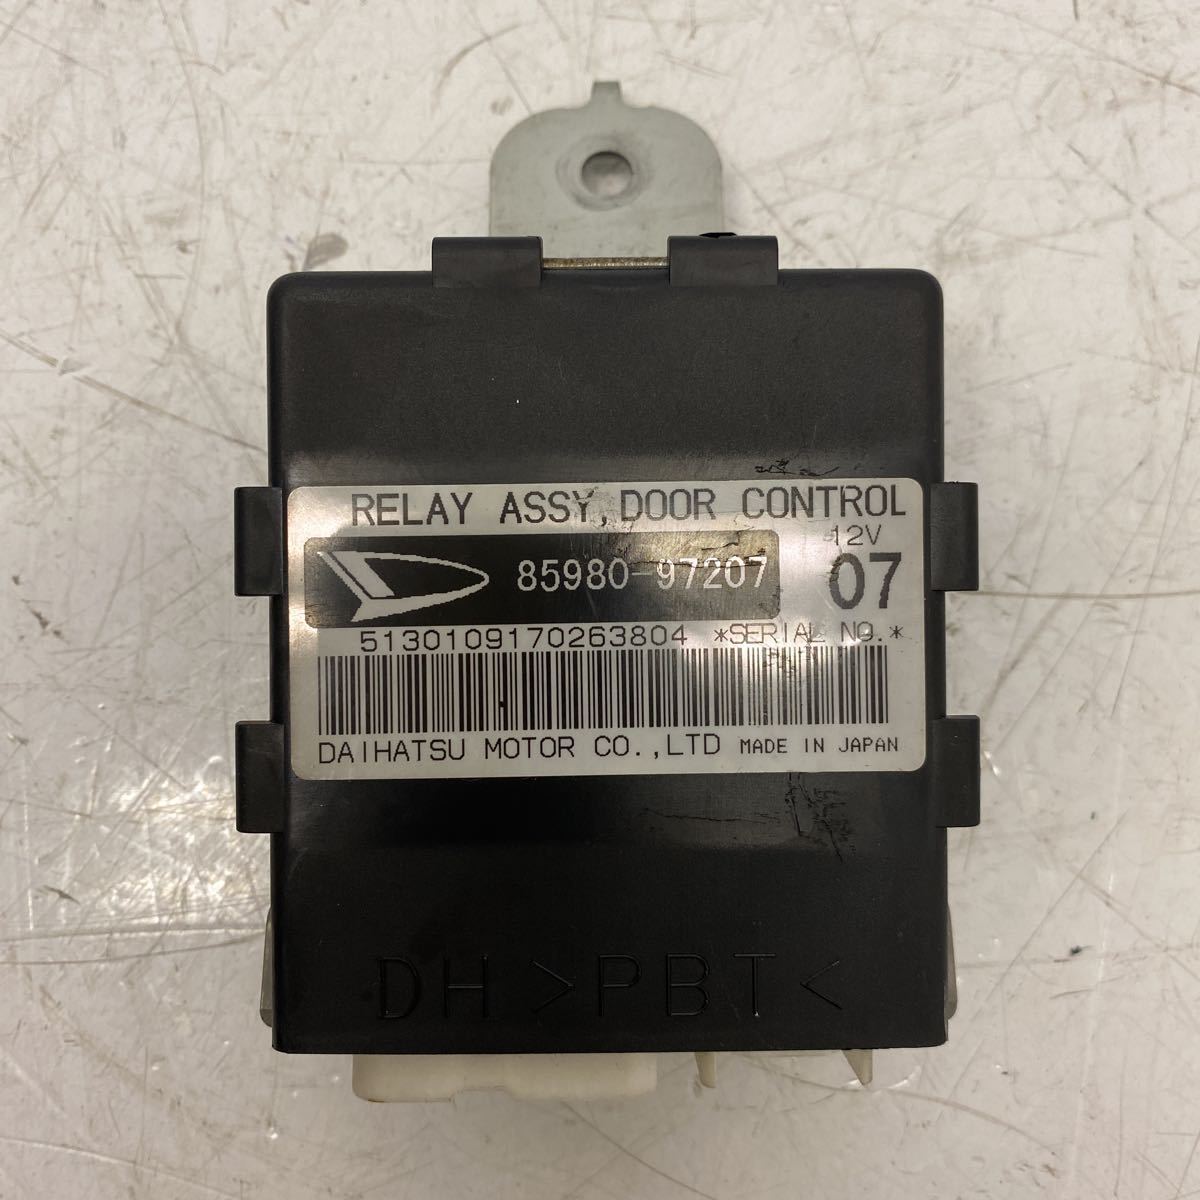 RELAY ASSY, DOOR CONTROL
12V
85980-97207 07
5130109170263804 *SERIAL NO.*
DAIHATSU MOTOR CO.,LTD MADE IN JAPAN
DH >PBT<